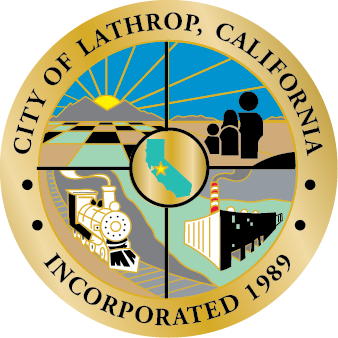 CITY OF LATHROP, CALIFORNIA
INCORPORATED 1989